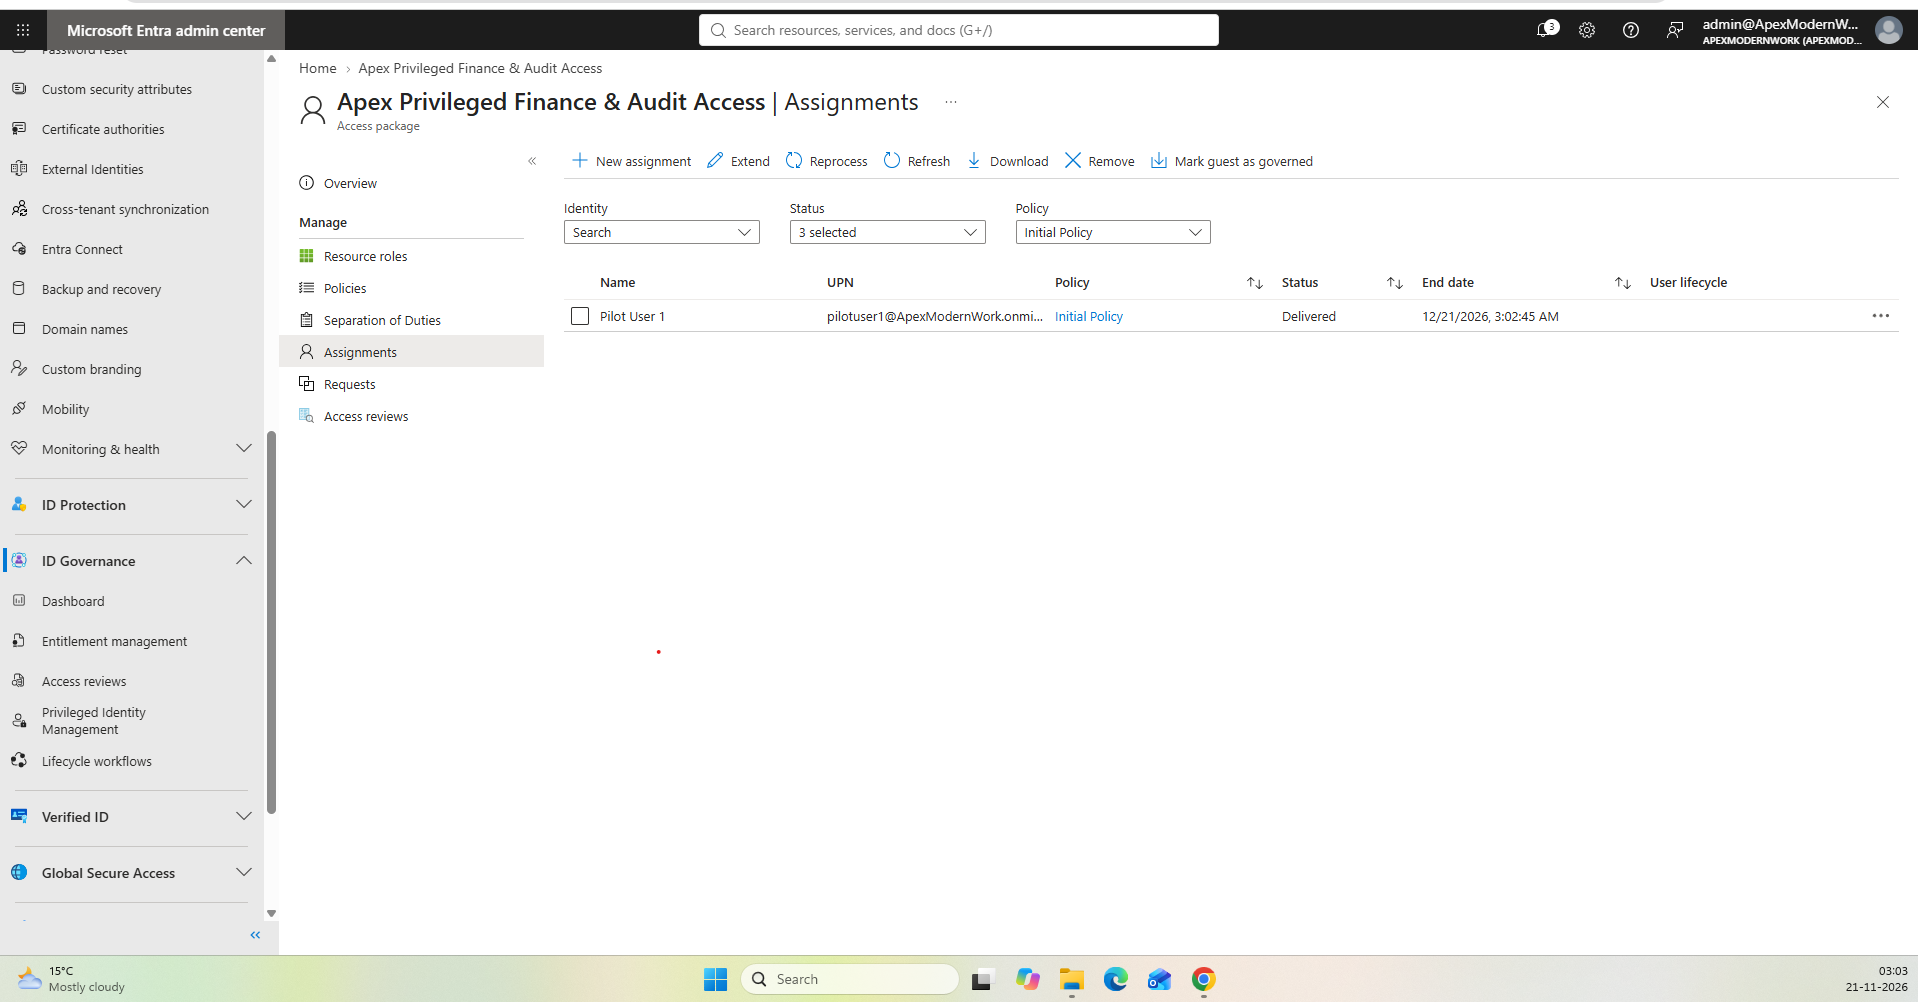 Microsoft Entra admin center
Search resources, services, and docs (G+/)
3
admin@ApexModernW...
APEXMODERNWORK (APEXMOD...
Password reset
Custom security attributes
Certificate authorities
External Identities
Cross-tenant synchronization
Entra Connect
Backup and recovery
Domain names
Custom branding
Mobility
Monitoring & health
ID Protection
ID Governance
Dashboard
Entitlement management
Access reviews
Privileged Identity
Management
Lifecycle workflows
Verified ID
Global Secure Access
Home › Apex Privileged Finance & Audit Access
Apex Privileged Finance & Audit Access | Assignments ...
Access package
Overview
Manage
Resource roles
Policies
Separation of Duties
Assignments
Requests
Access reviews
New assignment Extend Reprocess Refresh Download Remove Mark guest as governed
Identity Status Policy
Search 3 selected Initial Policy
Name UPN Policy Status End date User lifecycle
Pilot User 1 pilotuser1@ApexModernWork.onmi... Initial Policy Delivered 12/21/2026, 3:02:45 AM
15°C
Mostly cloudy
Search
03:03
21-11-2026